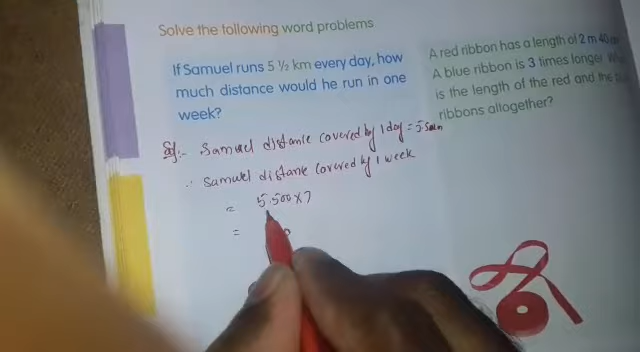 Solve the following word problems
If Samuel runs 5 ½ km every day, how
much distance would he run in one
week?
A red ribbon has a length of 2 m 40
A blue ribbon is 3 times longer
is the length of the red and the
ribbons altogether?
Sol:- Samuel distance covered by 1 day =
∴ Samuel distance covered by 1 week
= 5.500 × 7
=